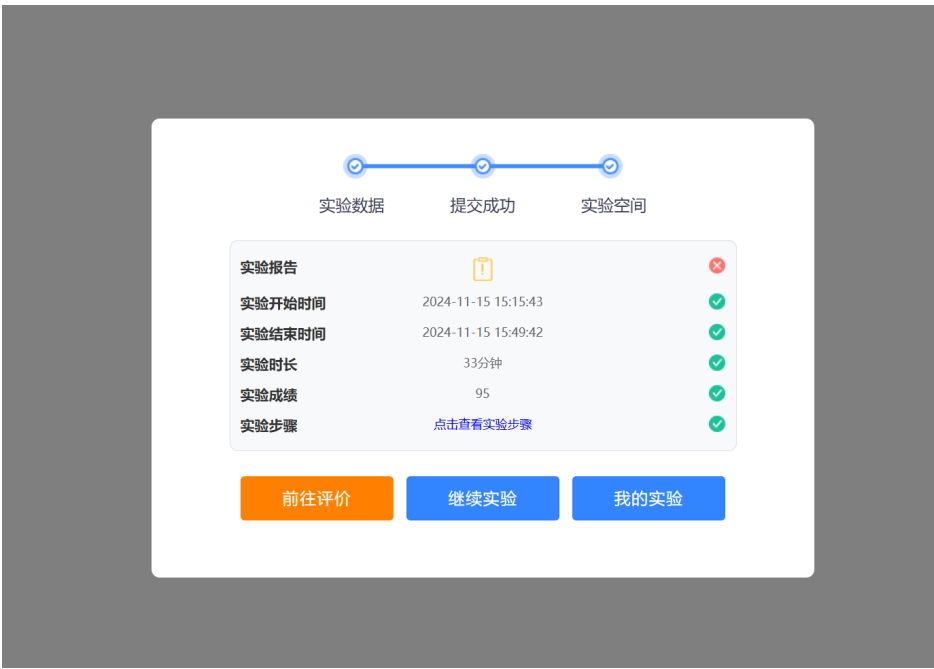 实验数据 提交成功 实验空间
实验报告
实验开始时间 2024-11-15 15:15:43
实验结束时间 2024-11-15 15:49:42
实验时长 33分钟
实验成绩 95
实验步骤 点击查看实验步骤
前往评价 继续实验 我的实验